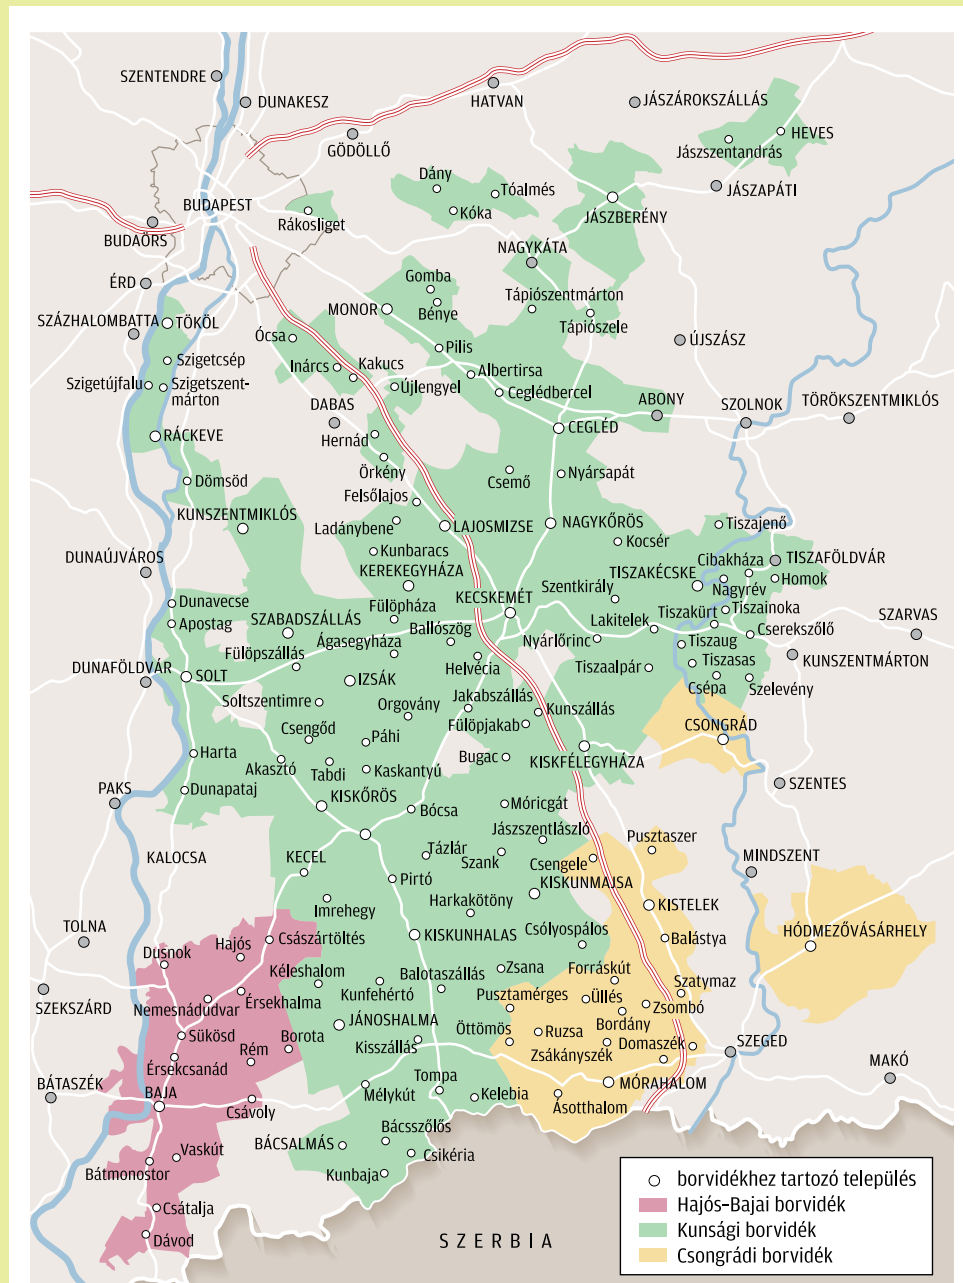 SZENTENDRE
DUNAKESZ
HATVAN
JÁSZÁROKSZÁLLÁS
HEVES
GÖDÖLLŐ
Jászszentandrás
Dány
Tóalmés
JÁSZAPÁTI
BUDAPEST
Kóka
JÁSZBERÉNY
Rákosliget
BUDAÖRS
NAGYKÁTA
ÉRD
Gomba
Tápiószentmárton
MONOR
Bénye
SZÁZHALOMBATTA
TÖKÖL
Tápiószele
Ócsa
ÚJSZÁSZ
Pilis
Szigetcsép
Inárcs
Kakucs
Albertirsa
Szigetújfalu
Szigetszent-
márton
Újlengyel
Ceglédbercel
DABAS
ABONY
SZOLNOK
TÖRÖKSZENTMIKLÓS
RÁCKEVE
Hernád
CEGLÉD
Örkény
Dömsöd
Csemő
Nyársapát
Felsőlajos
KUNSZENTMIKLÓS
Ladánybene
LAJOSMIZSE
NAGYKŐRÖS
Tiszajenő
Kocsér
DUNAÚJVÁROS
Kunbaracs
Cibakháza
TISZAFÖLDVÁR
KEREKEGYHÁZA
TISZAKÉCSKE
Homok
Nagyrév
Szentkirály
KECSKEMÉT
Dunavecse
Fülöpháza
Tiszainoka
Apostag
SZABADSZÁLLÁS
Lakitelek
Tiszakürt
SZARVAS
Ballószög
Cserekszőlő
Ágasegyháza
Nyárlőrinc
Tiszaug
Fülöpszállás
KUNSZENTMÁRTON
DUNAFÖLDVÁR
SOLT
Helvécia
Tiszaalpár
Tiszasas
IZSÁK
Csépa
Szelevény
Soltszentimre
Orgovány
Jakabszállás
Kunszállás
Csengőd
Fülöpjakab
CSONGRÁD
Páhi
Harta
Bugac
KISKFÉLEGYHÁZA
Akasztó
Tabdi
Kaskantyú
PAKS
Dunapataj
SZENTES
KISKŐRÖS
Bócsa
Móricgát
Jászszentlászló
Pusztaszer
KALOCSA
KECEL
Tázlár
Szank
Csengele
MINDSZENT
Pirtó
KISKUNMAJSA
Imrehegy
Harkakötöny
KISTELEK
TOLNA
Hajós
Császártöltés
KISKUNHALAS
Csólyospálos
Balástya
HÓDMEZŐVÁSÁRHELY
Dusnok
Kéleshalom
Balotaszállás
Zsana
Forráskút
SZEKSZÁRD
Szatymaz
Nemesnádudvar
Érsekhalma
Kunfehértó
Pusztamérges
Üllés
Zsombó
Sükösd
JÁNOSHALMA
Öttömös
Ruzsa
Bordány
Borota
Rém
Kisszállás
Zsákányszék
Domaszék
SZEGED
Érsekcsanád
MAKÓ
BÁTASZÉK
BAJA
Tompa
MÓRAHALOM
Csávoly
Mélykút
Kelebia
Ásotthalom
BÁCSALMÁS
Bácsszőlős
Vaskút
Csikéria
Bátmonostor
Kunbaja
Csátalja
Dávod
SZERBIA
borvidékhez tartozó település
Hajós–Bajai borvidék
Kunsági borvidék
Csongrádi borvidék